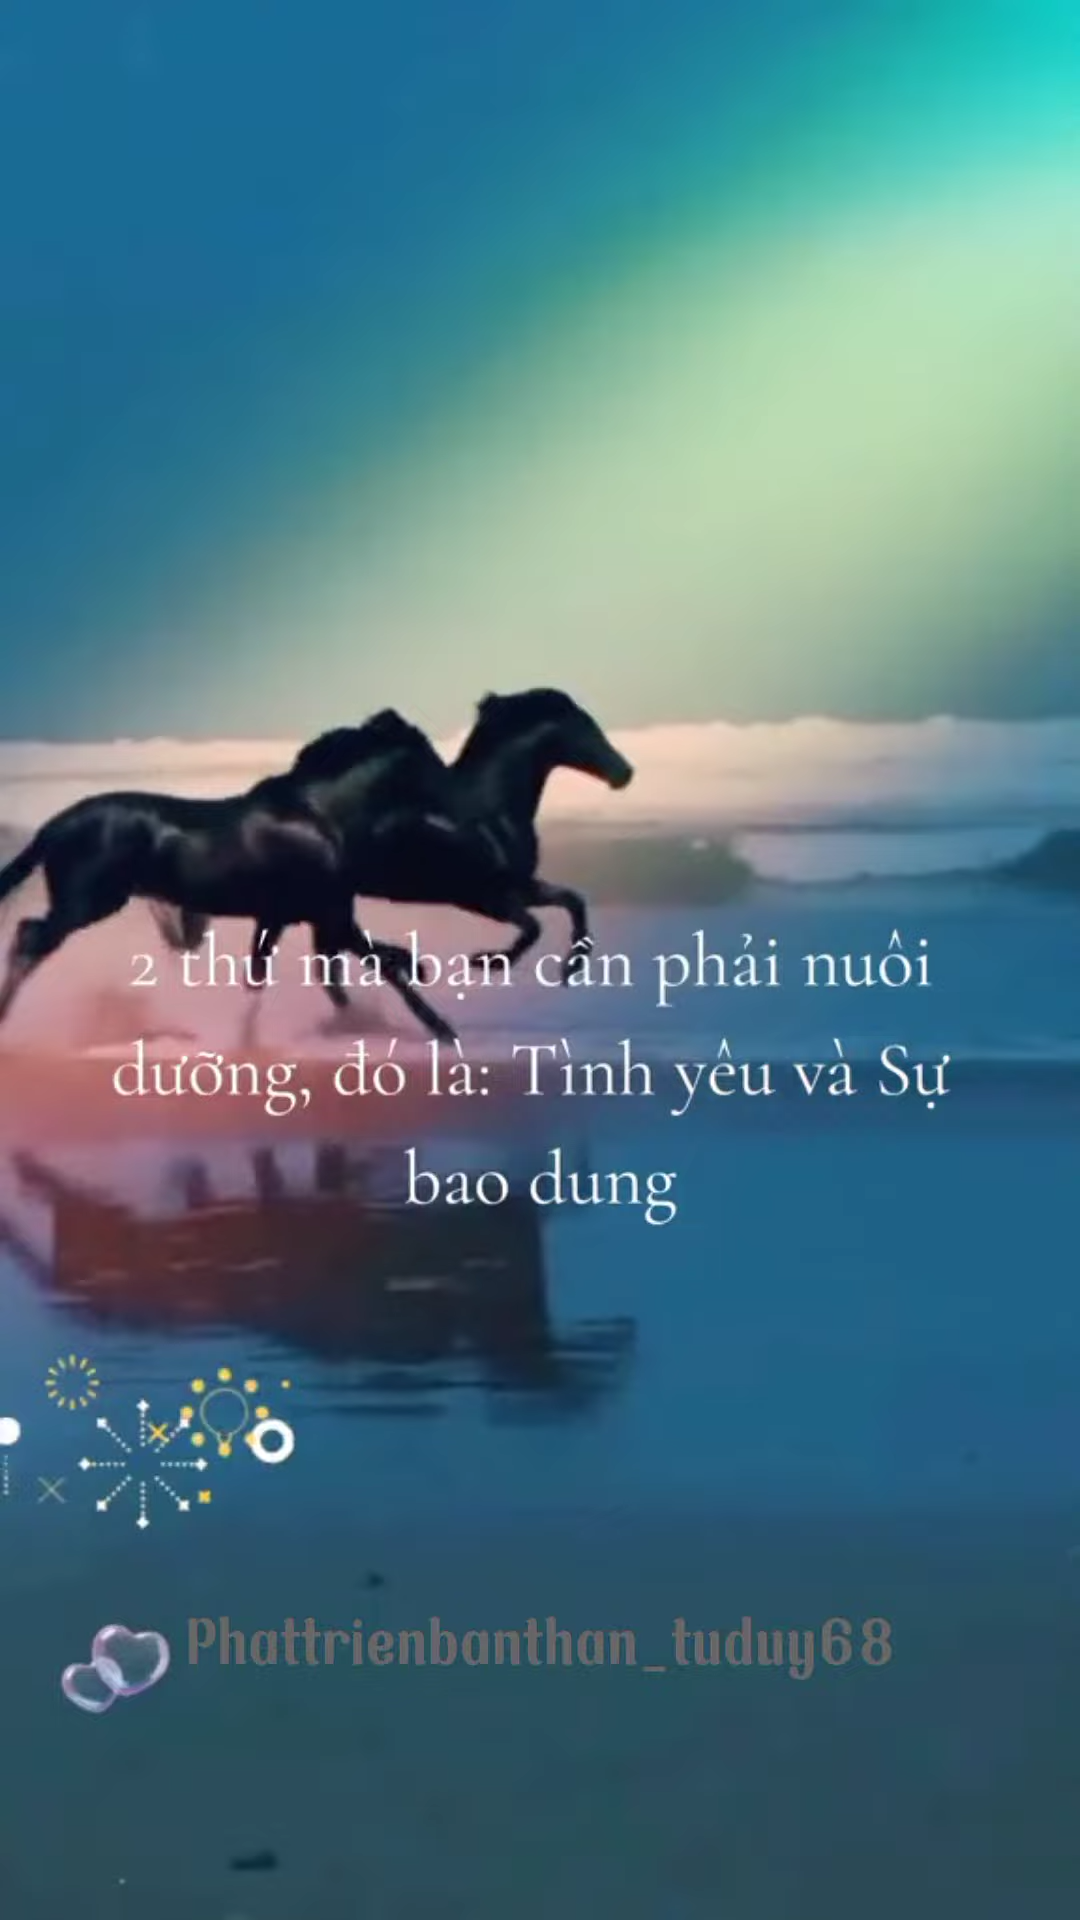 2 thứ mà bạn cần phải nuôi
dưỡng, đó là: Tình yêu và Sự
bao dung
Phattrienbanthan_tuduy68